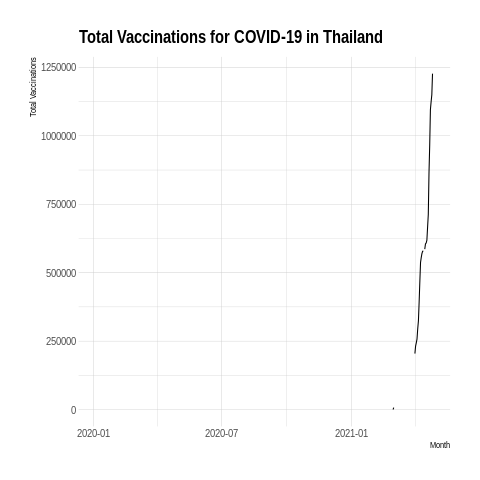 Total Vaccinations for COVID-19 in Thailand
Total Vaccinations
1250000
1000000
750000
500000
250000
0
2020-01 2020-07 2021-01
Month